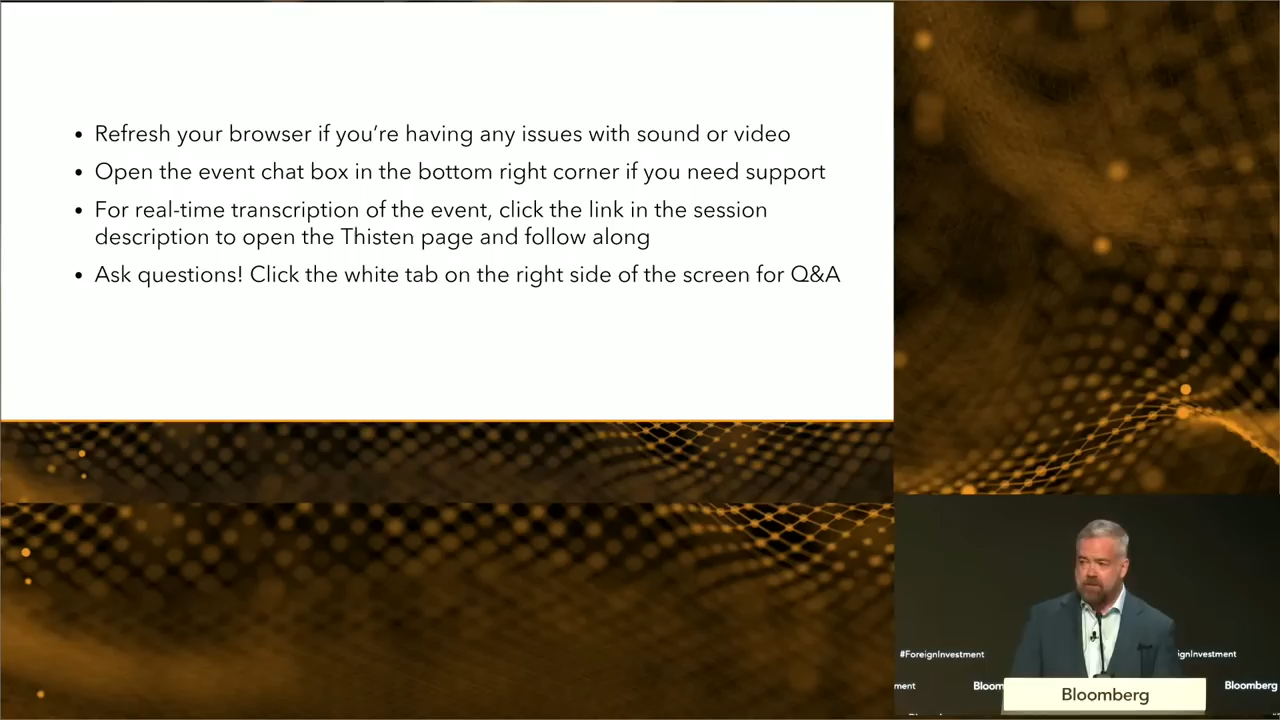 Refresh your browser if you're having any issues with sound or video
Open the event chat box in the bottom right corner if you need support
For real-time transcription of the event, click the link in the session
description to open the Thisten page and follow along
Ask questions! Click the white tab on the right side of the screen for Q&A
#ForeignInvestment
ignInvestment
ment
Bloom
Bloomberg
Bloomberg